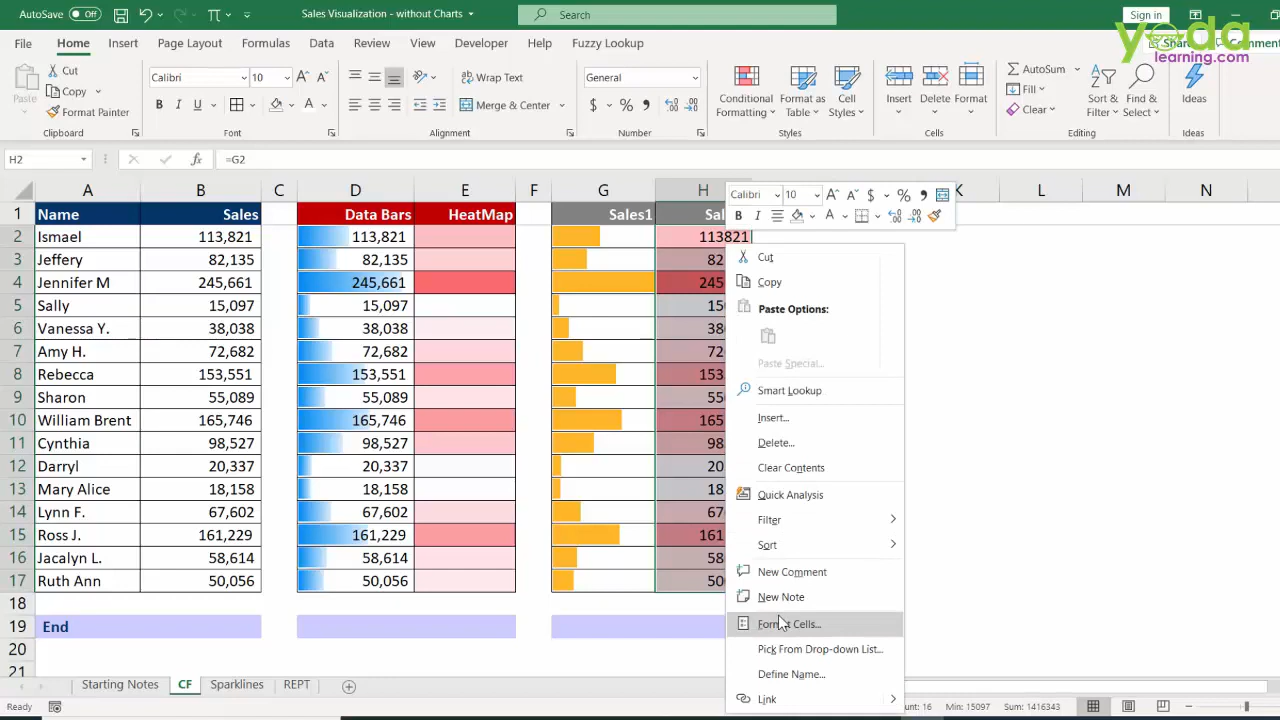 AutoSave Off Sales Visualization - without Charts Search Sign in
yoda
learning.com
File Home Insert Page Layout Formulas Data Review View Developer Help Fuzzy Lookup
Paste Cut Copy Format Painter Clipboard
Calibri 10 B I U A Font
Wrap Text Merge & Center Alignment
General $ % , Number
Conditional Formatting Format as Table Cell Styles Styles
Insert Delete Format Cells
AutoSum Fill Clear Sort & Filter Find & Select Editing
Ideas Ideas
H2 fx =G2
A B C D E F G H K L M N
Calibri 10 A A $ % ,
B I A
1 Name Sales Data Bars HeatMap Sales1
2 Ismael 113,821 113,821 113821
3 Jeffery 82,135 82,135 82
4 Jennifer M 245,661 245,661 245
5 Sally 15,097 15,097
6 Vanessa Y. 38,038 38,038
7 Amy H. 72,682 72,682 72
8 Rebecca 153,551 153,551 153
9 Sharon 55,089 55,089
10 William Brent 165,746 165,746 165
11 Cynthia 98,527 98,527 98
12 Darryl 20,337 20,337
13 Mary Alice 18,158 18,158 18
14 Lynn F. 67,602 67,602
15 Ross J. 161,229 161,229 161
16 Jacalyn L. 58,614 58,614 58
17 Ruth Ann 50,056 50,056
18
19 End
20
21
Cut
Copy
Paste Options:
Paste Special...
Smart Lookup
Insert...
Delete...
Clear Contents
Quick Analysis
Filter
Sort
New Comment
New Note
Format Cells...
Pick From Drop-down List...
Define Name...
Link
Starting Notes CF Sparklines REPT
Ready Count: 16 Min: 15097 Sum: 1416343